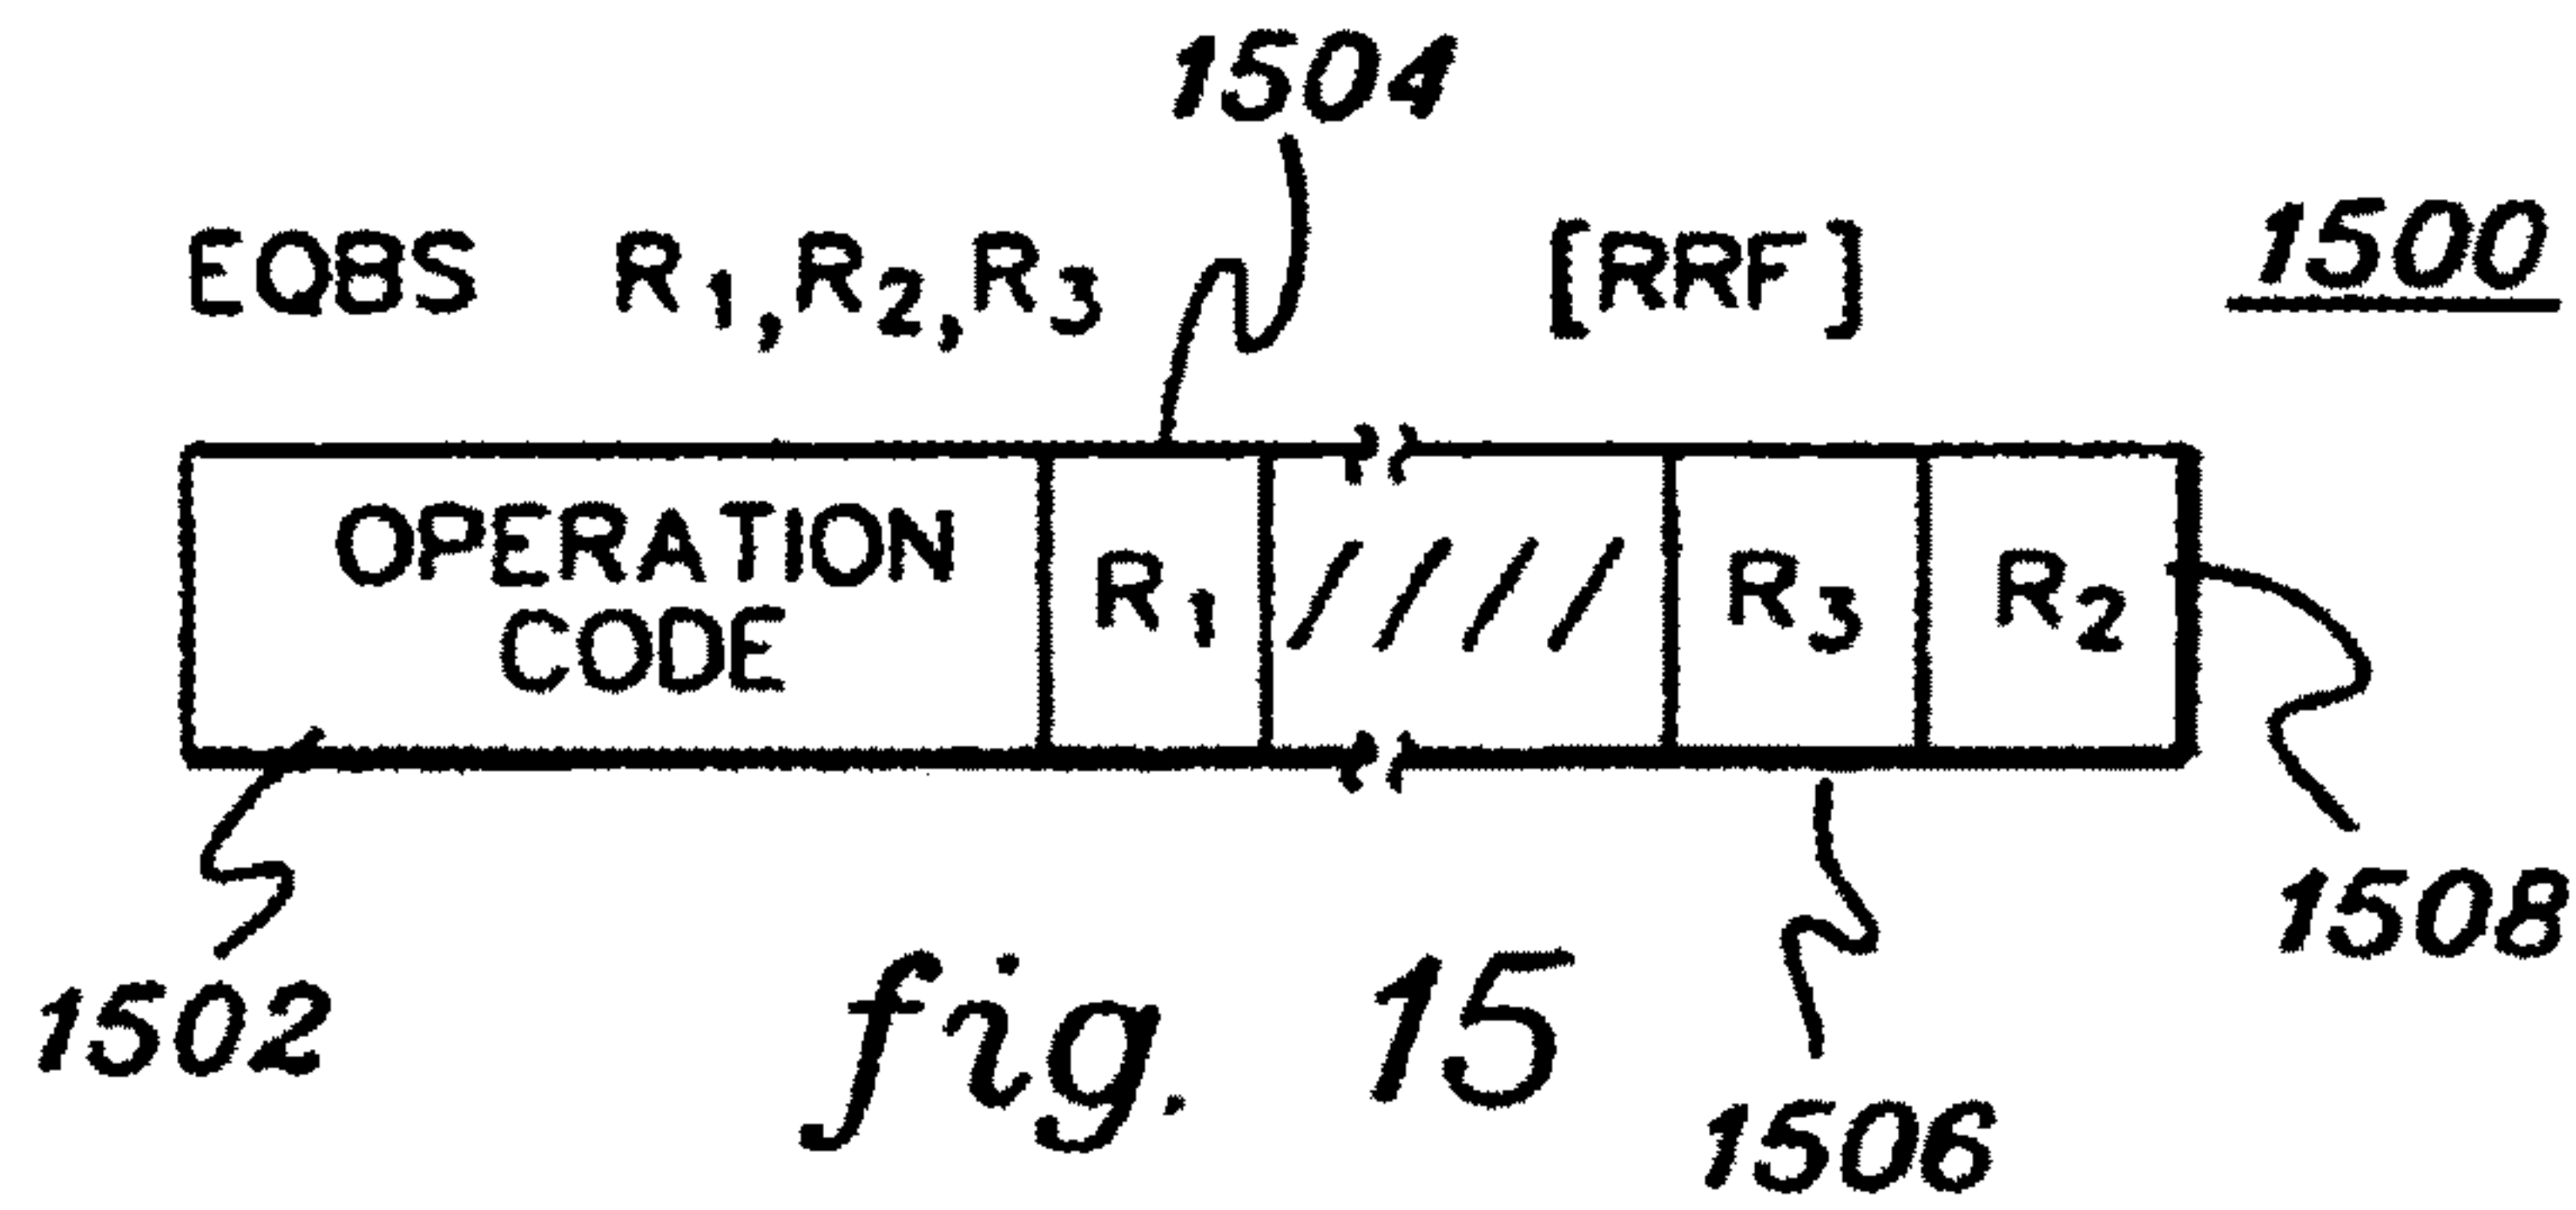 1504
EQBS R1,R2,R3 [RRF] 1500
OPERATION CODE R1 //// R3 R2
1502
1508
1506
fig. 15